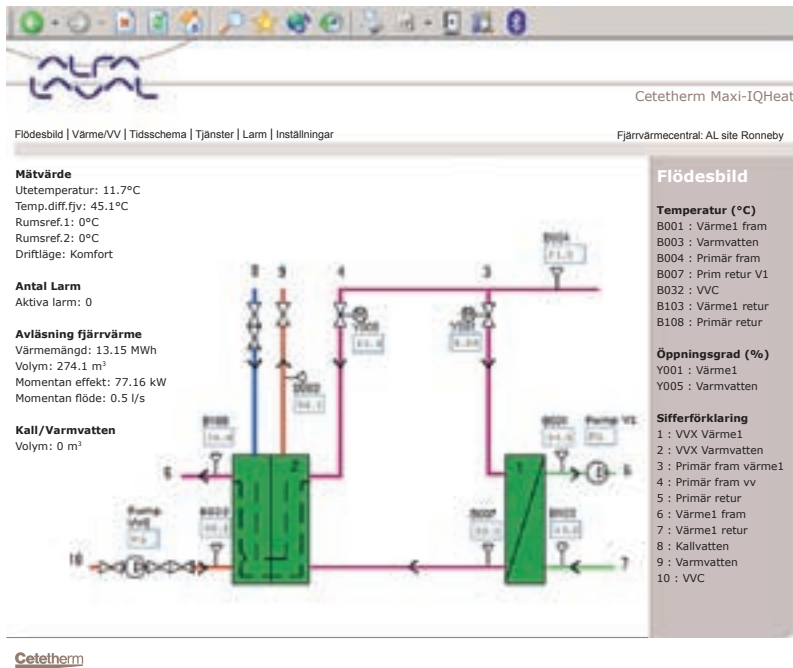 ALFA
LAVAL
Cetetherm Maxi-IQHeat
Flödesbild | Värme/VV | Tidsschema | Tjänster | Larm | Inställningar
Fjärrvärmecentral: AL site Ronneby
Mätvärde
Utetemperatur: 11.7°C
Temp.diff.fjv: 45.1°C
Rumsref.1: 0°C
Rumsref.2: 0°C
Driftläge: Komfort
Antal Larm
Aktiva larm: 0
Avläsning fjärrvärme
Värmemängd: 13.15 MWh
Volym: 274.1 m³
Momentan effekt: 77.16 kW
Momentan flöde: 0.5 l/s
Kall/Varmvatten
Volym: 0 m³
8
9
4
3
B004
Y005
Y001
B003
B108
2
B001
Pump V1
1
6
Pump
VVC
B007
10
7
Flödesbild
Temperatur (°C)
B001 : Värme1 fram
B003 : Varmvatten
B004 : Primär fram
B007 : Prim retur V1
B032 : VVC
B103 : Värme1 retur
B108 : Primär retur
Öppningsgrad (%)
Y001 : Värme1
Y005 : Varmvatten
Sifferförklaring
1 : VVX Värme1
2 : VVX Varmvatten
3 : Primär fram värme1
4 : Primär fram vv
5 : Primär retur
6 : Värme1 fram
7 : Värme1 retur
8 : Kallvatten
9 : Varmvatten
10 : VVC
Cetetherm